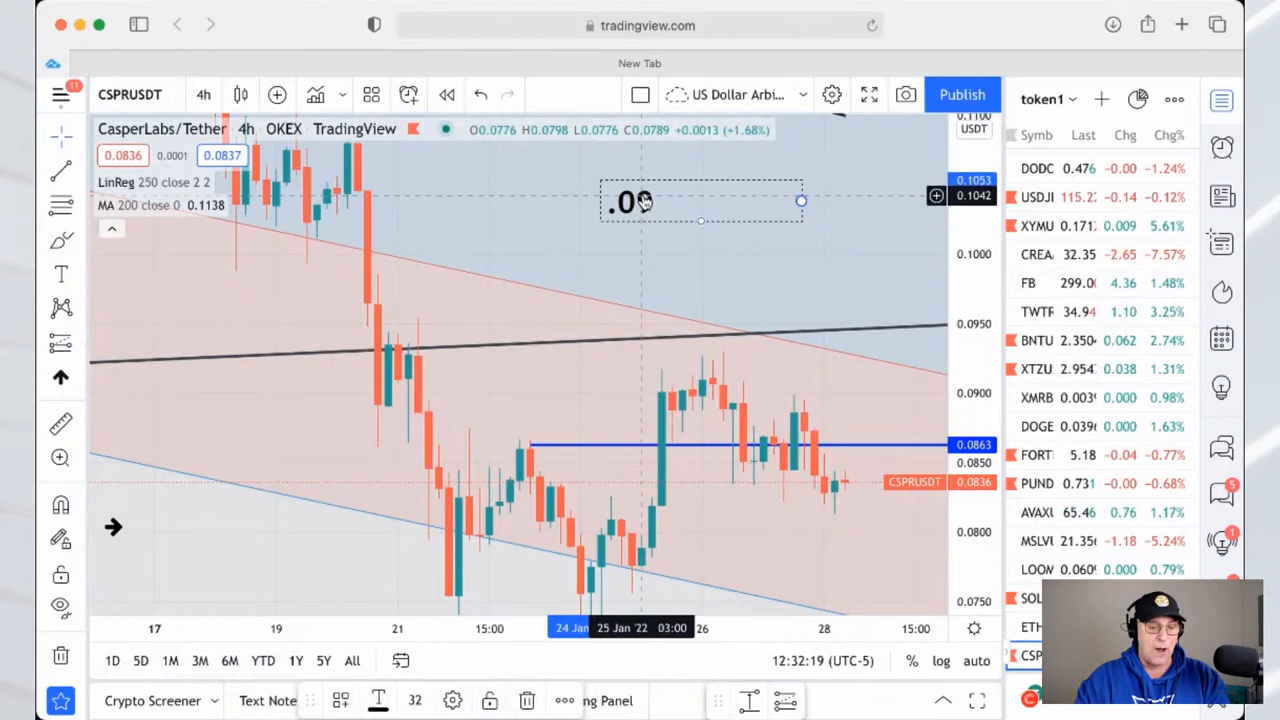 tradingview.com
New Tab
11
CSPRUSDT
4h
US Dollar Arbi...
Publish
CasperLabs/Tether 4h OKEX TradingView
O0.0776 H0.0798 L0.0776 C0.0789 +0.0013 (+1.68%)
0.0836
0.0001
0.0837
LinReg 250 close 2 2
MA 200 close 0 0.1138
.09
0.1100
USDT
0.1053
0.1042
0.1000
0.0950
0.0900
0.0863
0.0850
CSPRUSDT 0.0836
0.0800
0.0750
17
19
21
15:00
24 Jan
25 Jan '22 03:00
26
28
15:00
1D 5D 1M 3M 6M YTD 1Y 5Y All
12:32:19 (UTC-5)
% log auto
Crypto Screener
Text Note
32
ng Panel
token1
Symb Last Chg Chg%
DODC 0.476 −0.00 −1.24%
USDJI 115.22 −0.14 −0.12%
XYMU 0.171 0.009 5.61%
CREA 32.35 −2.65 −7.57%
FB 299.0 4.36 1.48%
TWTR 34.94 1.10 3.25%
BNTU 2.350 0.062 2.74%
XTZU 2.954 0.038 1.31%
XMRB 0.003 0.000 0.98%
DOGE 0.039 0.000 1.63%
FORT 5.18 −0.04 −0.77%
PUND 0.731 −0.00 −0.68%
AVAX 65.46 0.76 1.17%
MSLV 21.35 −1.18 −5.24%
LOOM 0.060 0.000 0.79%
SOL
ETH
CSP
5
1